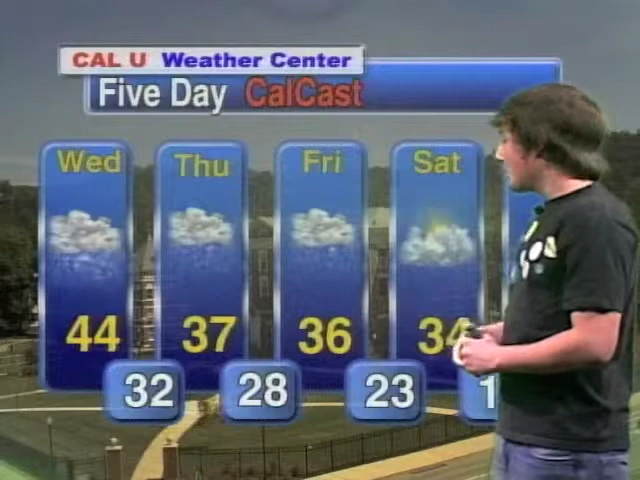 CAL U Weather Center
Five Day CalCast
Wed Thu Fri Sat
44 37 36 34
32 28 23